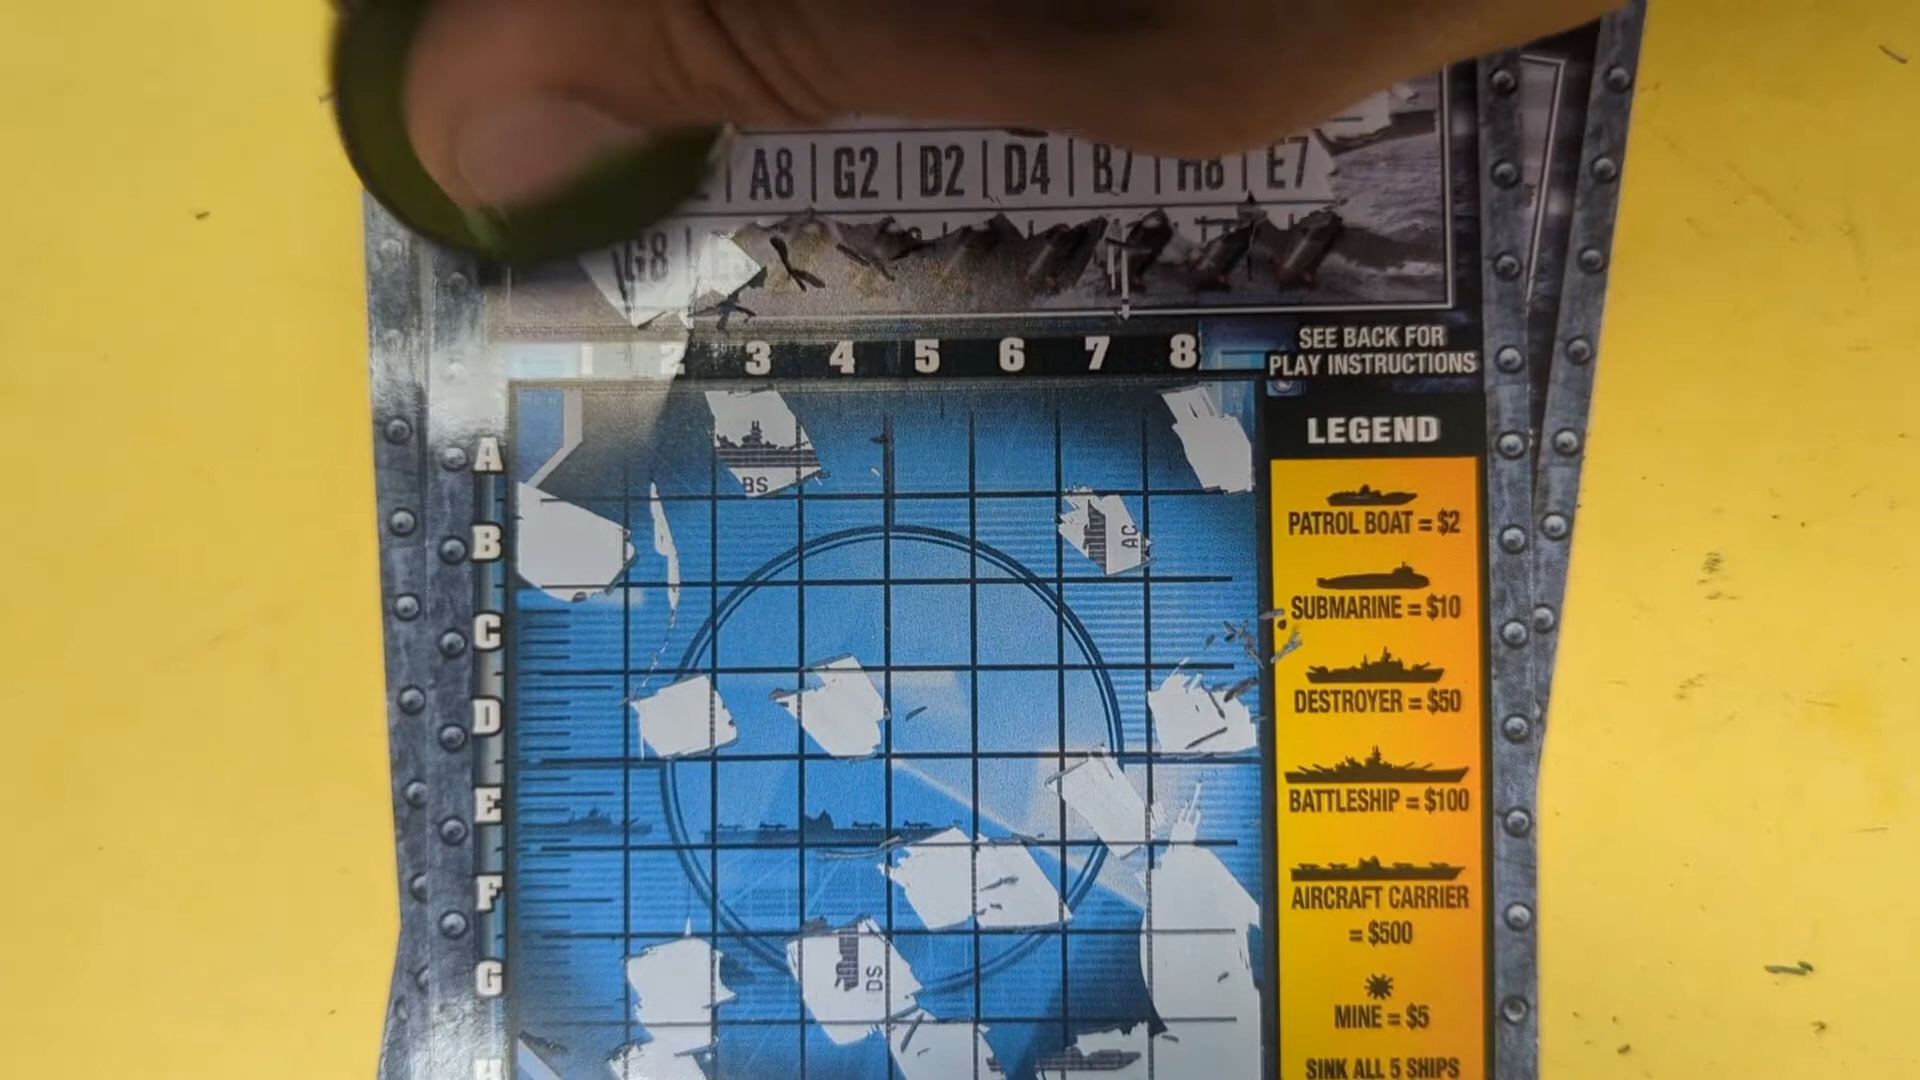 A8 | G2 | D2 | D4 | B7 | H8 | E7
G8
1 2 3 4 5 6 7 8
SEE BACK FOR
PLAY INSTRUCTIONS
LEGEND
A
BS
PATROL BOAT = $2
B
AC
SUBMARINE = $10
C
DESTROYER = $50
D
BATTLESHIP = $100
E
AIRCRAFT CARRIER
= $500
F
G
DS
MINE = $5
H
SINK ALL 5 SHIPS